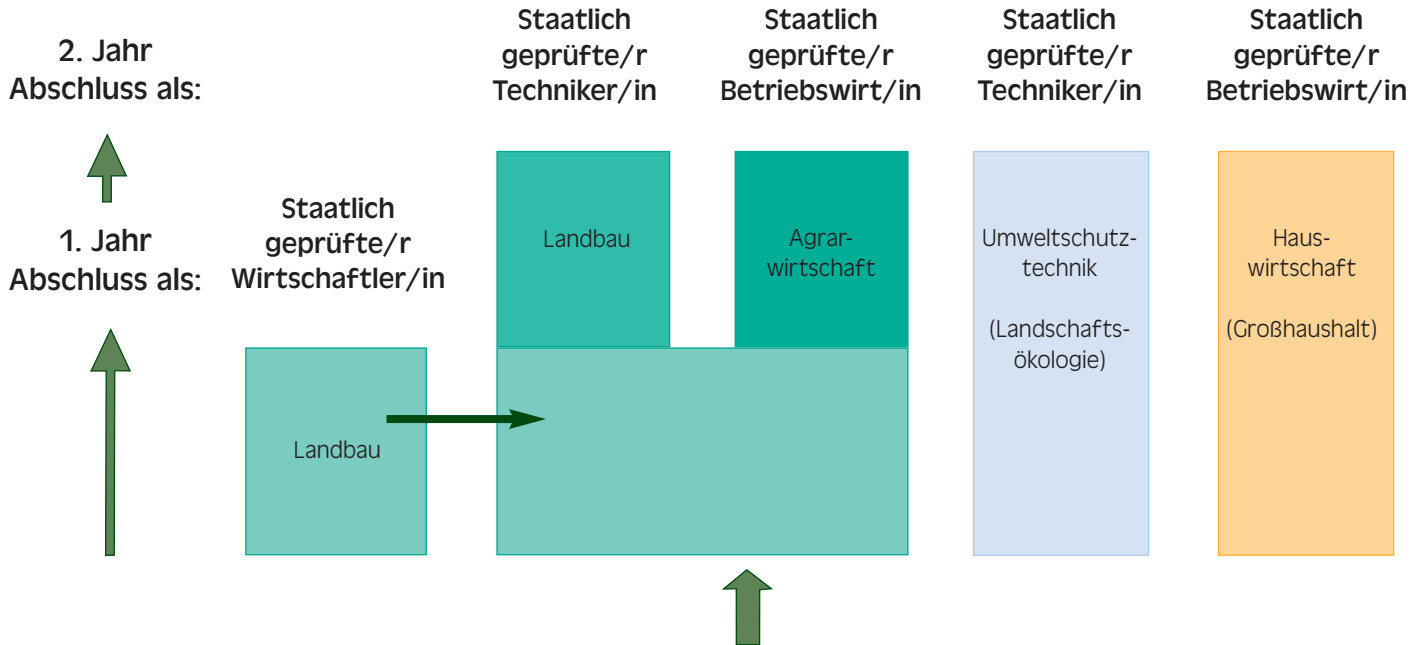 2. Jahr
Abschluss als:
Staatlich
geprüfte/r
Techniker/in
Staatlich
geprüfte/r
Betriebswirt/in
Staatlich
geprüfte/r
Techniker/in
Staatlich
geprüfte/r
Betriebswirt/in
1. Jahr
Abschluss als:
Staatlich
geprüfte/r
Wirtschaftler/in
Landbau
Agrar-
wirtschaft
Umweltschutz-
technik
(Landschafts-
ökologie)
Haus-
wirtschaft
(Großhaushalt)
Landbau